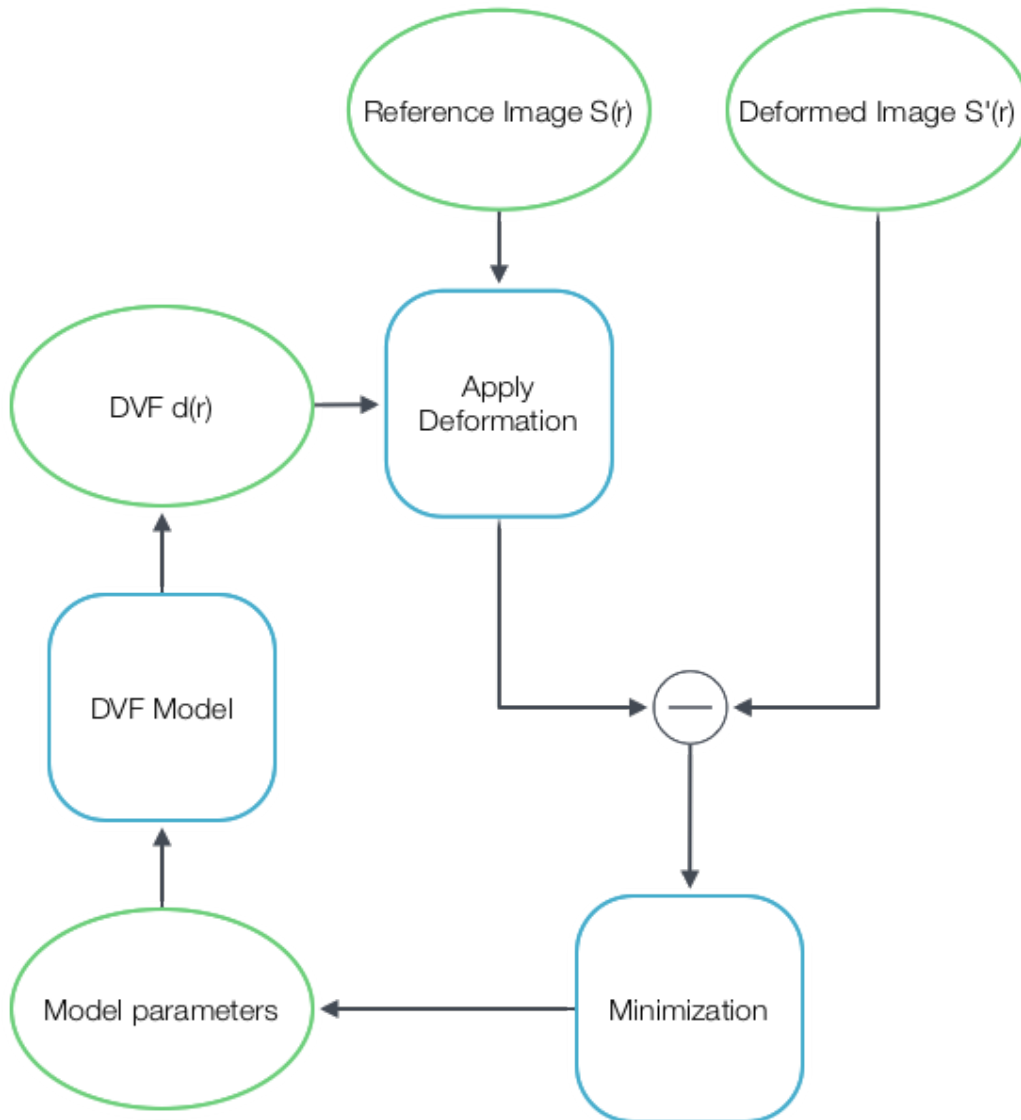 Reference Image S(r)
Deformed Image S'(r)
Apply
Deformation
DVF d(r)
DVF Model
Model parameters
Minimization